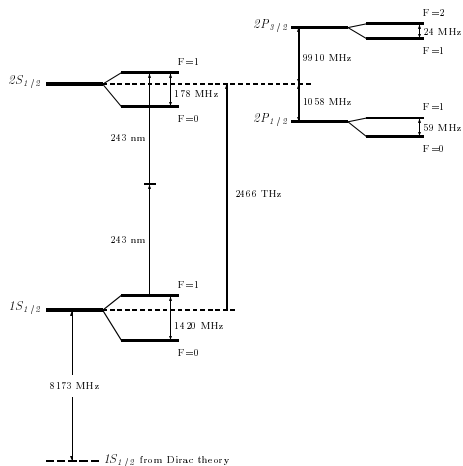 F=2
2P3/2
24 MHz
F=1
F=1
9910 MHz
2S1/2
178 MHz
1058 MHz
F=1
F=0
2P1/2
59 MHz
243 nm
F=0
2466 THz
243 nm
F=1
1S1/2
1420 MHz
F=0
8173 MHz
1S1/2 from Dirac theory